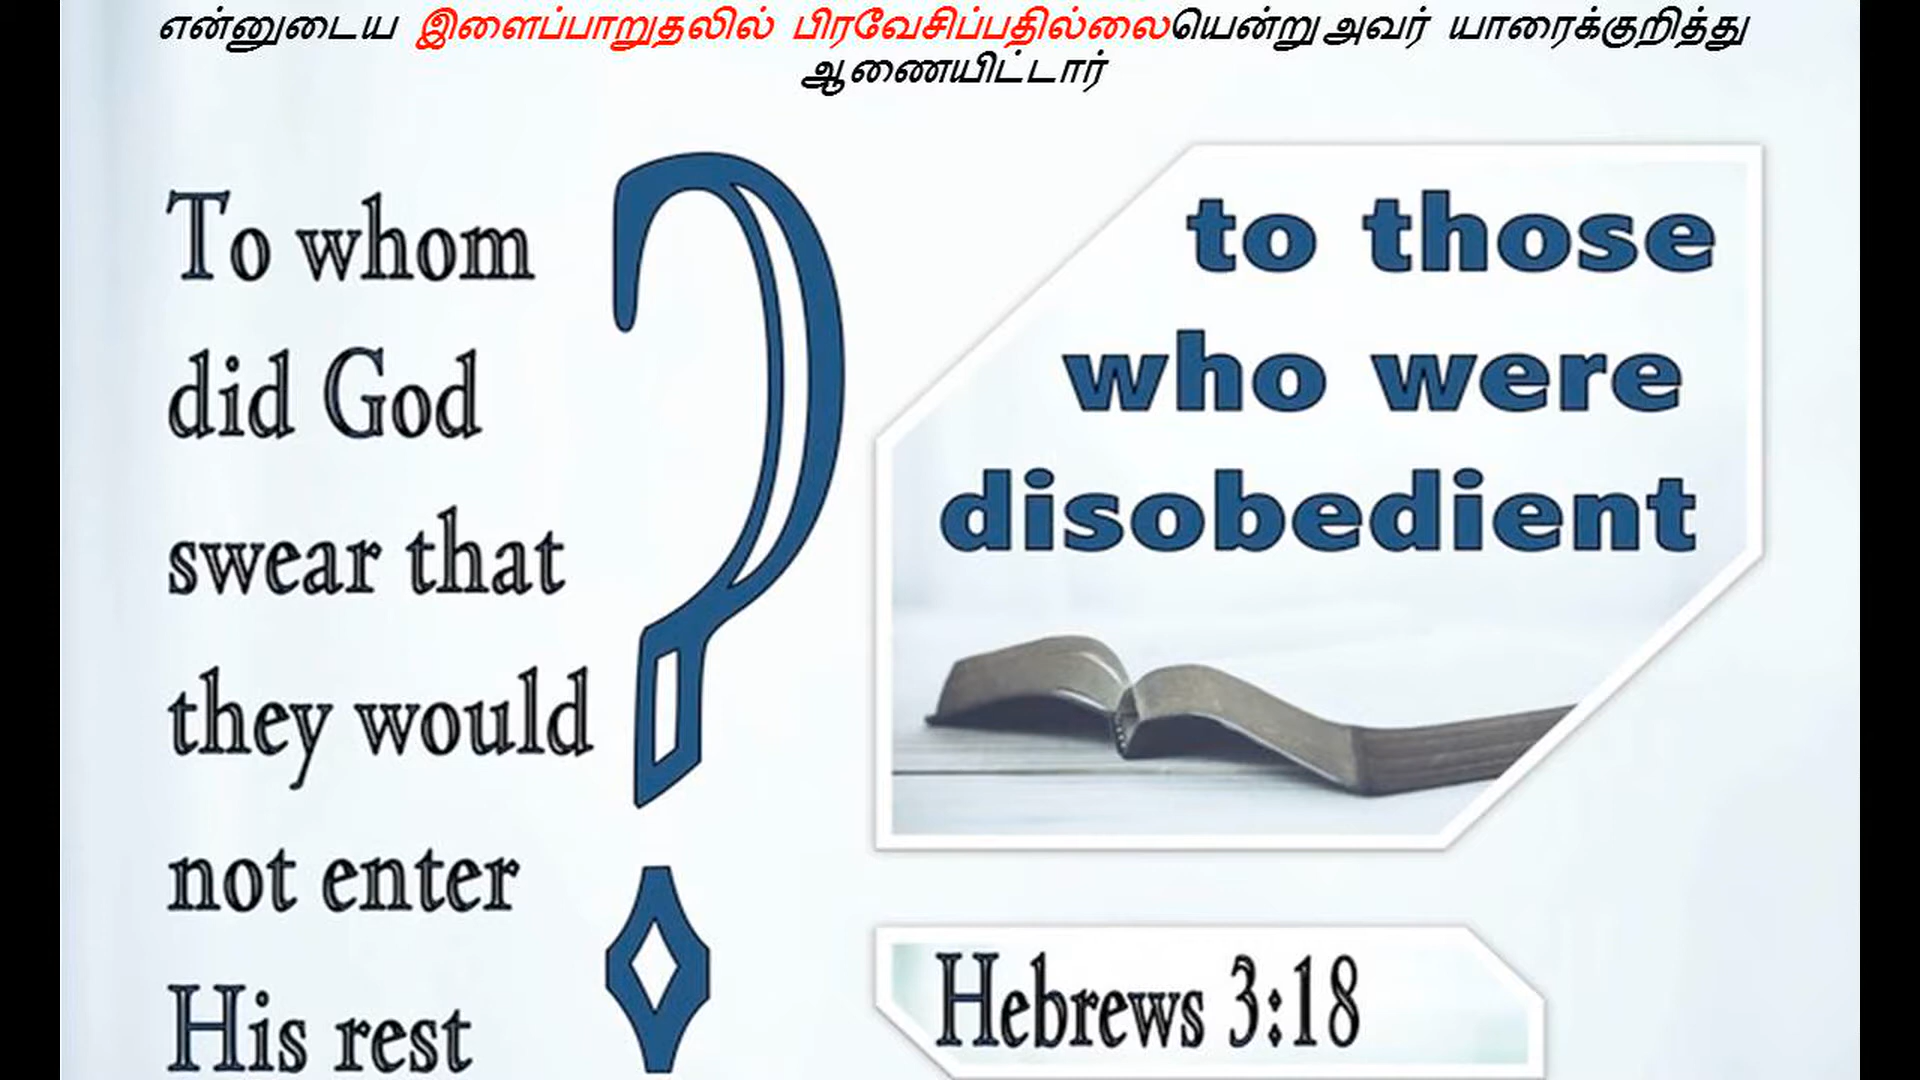 என்னுடைய இளைப்பாறுதலில் பிரவேசிப்பதில்லையென்று அவர் யாரைக்குறித்து
ஆணையிட்டார்
To whom
did God
swear that
they would
not enter
His rest
?
to those
who were
disobedient
Hebrews 3:18